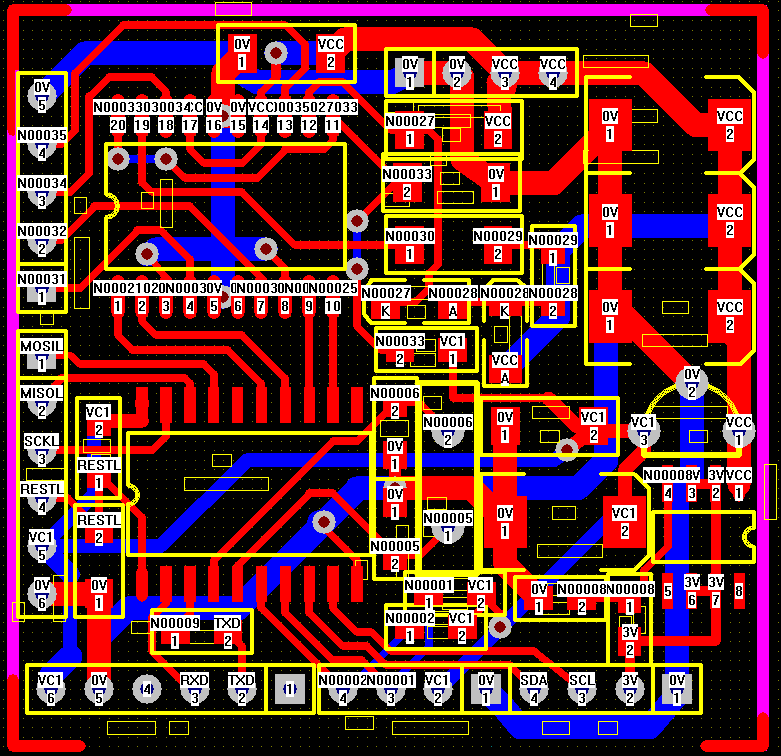 0V VCC
1 2
0V 0V VCC VCC
1 2 3 4
0V
5
N00033030034CC 0V 0V VCCJ0035027033
20 19 18 17 16 15 14 13 12 11
N00027 VCC
1 2
0V VCC
1 2
N00035
4
N00033 0V
2 1
N00034
3
0V VCC
1 2
N00032
2
N00030 N00029
1 2
N00029
1
N00031
1
N00028
2
N00021020N00030V
1 2 3 4 5 6 7 8 9 10
N00027 N00028
K A K
0V VCC
1 2
MOSIL
1
N00033 VC1
2 1
VCC
A
0V
2
MISOL
2
VC1
2
N00006
2
N00006
2
0V VC1
1 2
VC1 VCC
3 1
SCKL
3
0V
1
RESTL
1
RESTL
4
0V
1
N00008V 3V VCC
4 3 2 1
RESTL
2
N00005
1
0V VC1
1 2
VC1
5
N00005
2
0V
6
0V
1
N00001 VC1
1 2
0V N00008 N00008
1 2 1
5 3V 3V 8
6 7
N00009 TXD
1 2
N00002 VC1
1 2
3V
2
VC1 0V RXD TXD
6 5 4 3 2 1
N00002N00001 VC1 0V SDA SCL 3V 0V
4 3 2 1 4 3 2 1